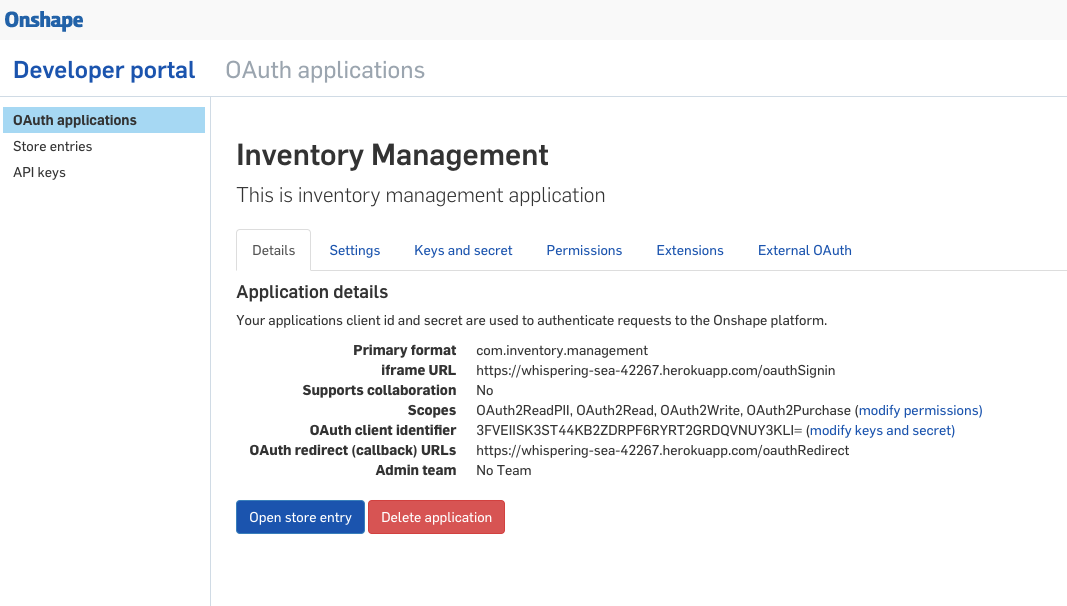 Onshape
Developer portal OAuth applications
OAuth applications
Store entries
API keys
Inventory Management
This is inventory management application
Details Settings Keys and secret Permissions Extensions External OAuth
Application details
Your applications client id and secret are used to authenticate requests to the Onshape platform.
Primary format com.inventory.management
iframe URL https://whispering-sea-42267.herokuapp.com/oauthSignin
Supports collaboration No
Scopes OAuth2ReadPII, OAuth2Read, OAuth2Write, OAuth2Purchase (modify permissions)
OAuth client identifier 3FVEIISK3ST44KB2ZDRPF6RYRT2GRDQVNUY3KLI= (modify keys and secret)
OAuth redirect (callback) URLs https://whispering-sea-42267.herokuapp.com/oauthRedirect
Admin team No Team
Open store entry Delete application